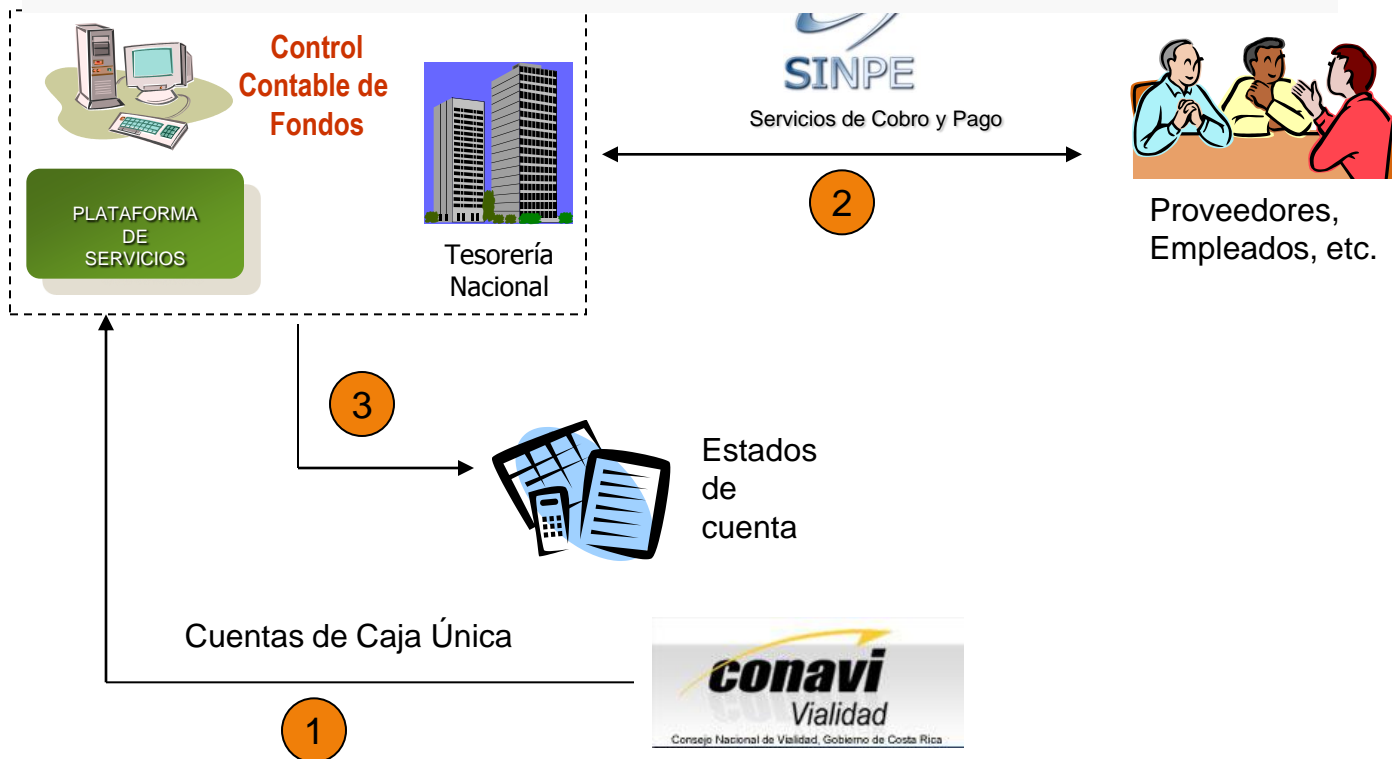 Control
Contable de
Fondos
PLATAFORMA
DE
SERVICIOS
Tesorería
Nacional
SINPE
Servicios de Cobro y Pago
2
Proveedores,
Empleados, etc.
3
Estados
de
cuenta
Cuentas de Caja Única
1
conavi
Vialidad
Consejo Nacional de Vialidad, Gobierno de Costa Rica